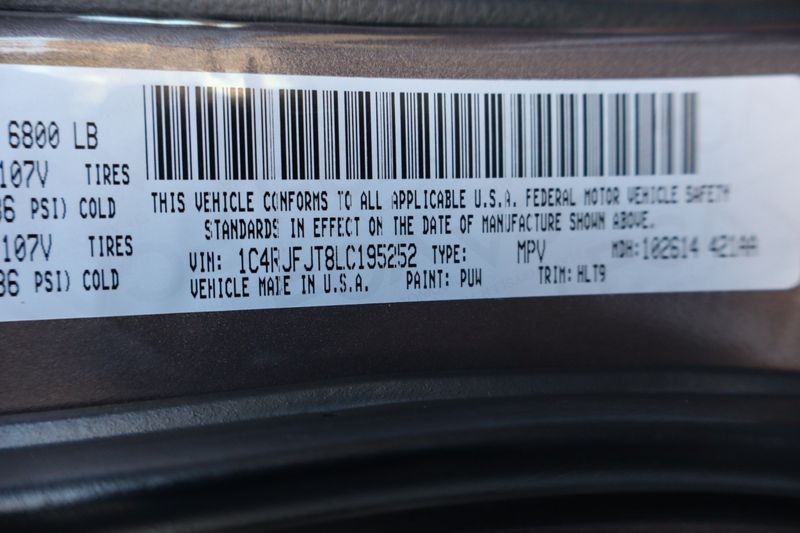 6800 LB
107V TIRES
36 PSI) COLD
107V TIRES
36 PSI) COLD
THIS VEHICLE CONFORMS TO ALL APPLICABLE U.S.A. FEDERAL MOTOR VEHICLE SAFETY
STANDARDS IN EFFECT ON THE DATE OF MANUFACTURE SHOWN ABOVE.
VIN: 1C4RJFJT8LC195252 TYPE: MPV MDH:102614 421AA
VEHICLE MADE IN U.S.A. PAINT: PUW TRIM: HLT9